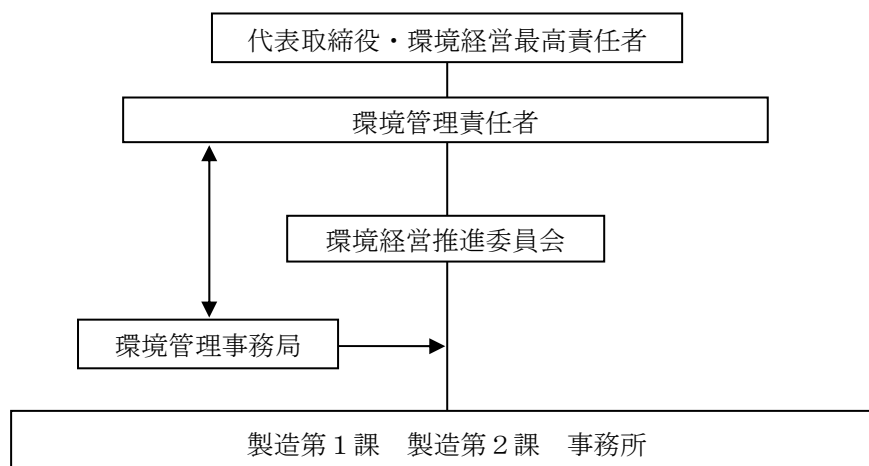 代表取締役・環境経営最高責任者
環境管理責任者
環境経営推進委員会
環境管理事務局
製造第１課　製造第２課　事務所